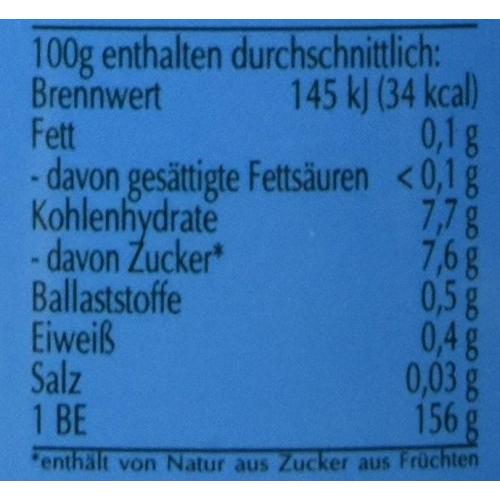 100g enthalten durchschnittlich:
Brennwert 145 kJ (34 kcal)
Fett 0,1 g
- davon gesättigte Fettsäuren < 0,1 g
Kohlenhydrate 7,7 g
- davon Zucker* 7,6 g
Ballaststoffe 0,5 g
Eiweiß 0,4 g
Salz 0,03 g
1 BE 156 g
*enthält von Natur aus Zucker aus Früchten